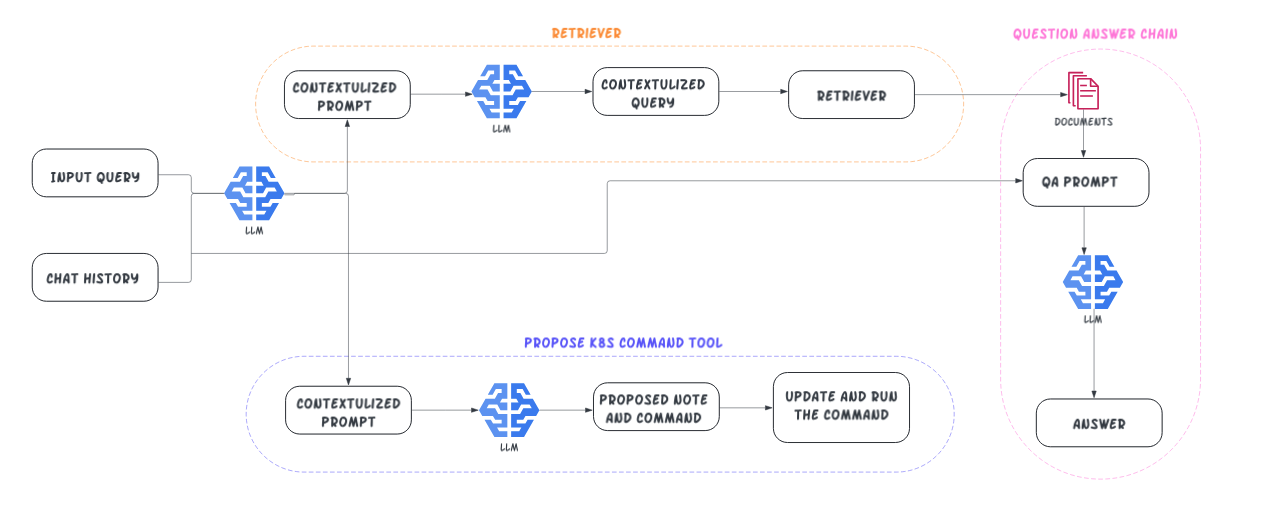 RETRIEVER
QUESTION ANSWER CHAIN
CONTEXTULIZED
PROMPT
LLM
CONTEXTULIZED
QUERY
RETRIEVER
DOCUMENTS
INPUT QUERY
LLM
QA PROMPT
CHAT HISTORY
LLM
PROPOSE K8S COMMAND TOOL
CONTEXTULIZED
PROMPT
LLM
PROPOSED NOTE
AND COMMAND
UPDATE AND RUN
THE COMMAND
ANSWER